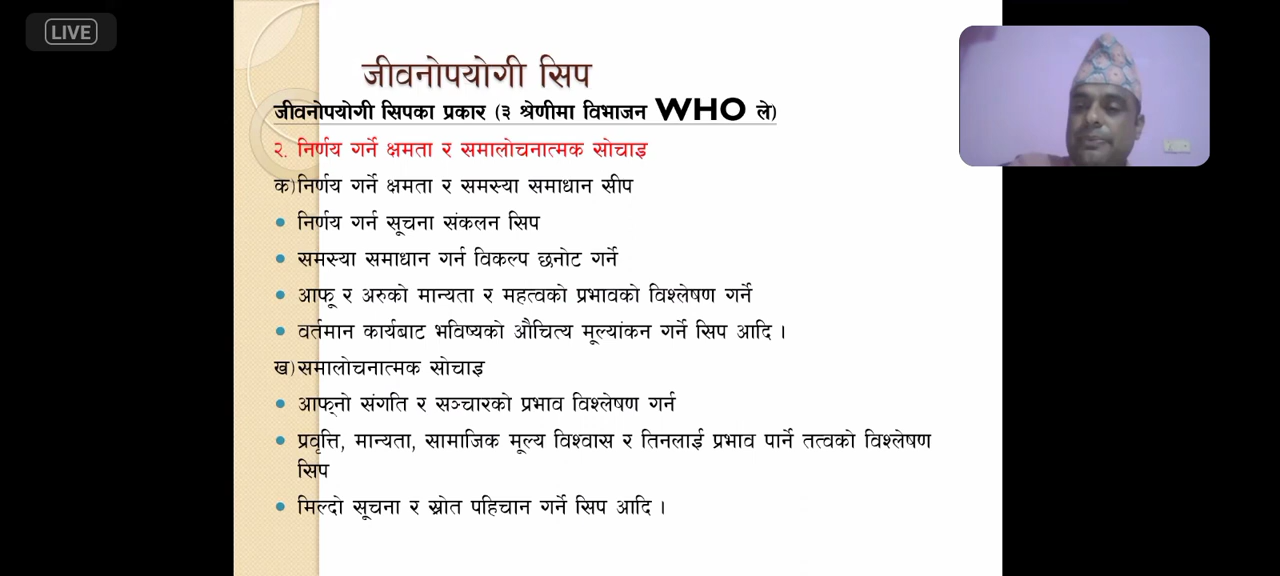 LIVE
जीवनोपयोगी सिप
जीवनोपयोगी सिपका प्रकार (३ श्रेणीमा विभाजन WHO ले)
२. निर्णय गर्ने क्षमता र समालोचनात्मक सोचाइ
क) निर्णय गर्ने क्षमता र समस्या समाधान सीप
• निर्णय गर्न सूचना संकलन सिप
• समस्या समाधान गर्न विकल्प छनोट गर्ने
• आफू र अरुको मान्यता र महत्वको प्रभावको विश्लेषण गर्ने
• वर्तमान कार्यबाट भविष्यको औचित्य मूल्यांकन गर्ने सिप आदि ।
ख) समालोचनात्मक सोचाइ
• आफ्नो संगति र सञ्चारको प्रभाव विश्लेषण गर्न
• प्रवृत्ति, मान्यता, सामाजिक मूल्य विश्वास र तिनलाई प्रभाव पार्ने तत्वको विश्लेषण
सिप
• मिल्दो सूचना र स्रोत पहिचान गर्ने सिप आदि ।